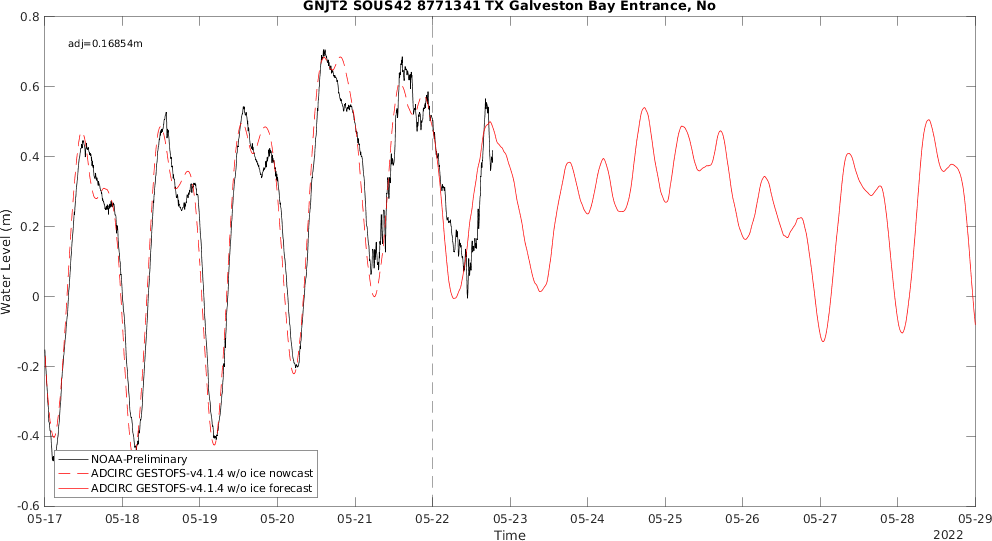 GNJT2 SOUS42 8771341 TX Galveston Bay Entrance, No
adj=0.16854m
Water Level (m)
0.8
0.6
0.4
0.2
0
-0.2
-0.4
-0.6
NOAA-Preliminary
ADCIRC GESTOFS-v4.1.4 w/o ice nowcast
ADCIRC GESTOFS-v4.1.4 w/o ice forecast
05-17 05-18 05-19 05-20 05-21 05-22 05-23 05-24 05-25 05-26 05-27 05-28 05-29
Time
2022